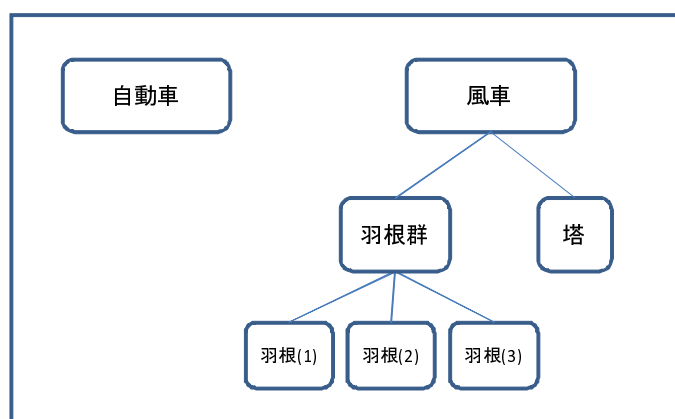 自動車
風車
羽根群
塔
羽根(1)
羽根(2)
羽根(3)